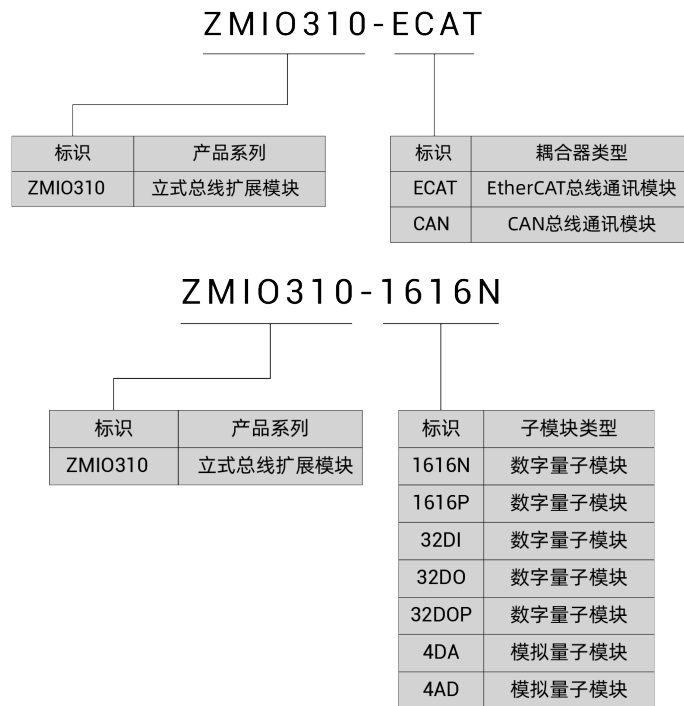 ZMIO310-ECAT
标识 产品系列
ZMIO310 立式总线扩展模块
标识 耦合器类型
ECAT EtherCAT总线通讯模块
CAN CAN总线通讯模块
ZMIO310-1616N
标识 产品系列
ZMIO310 立式总线扩展模块
标识 子模块类型
1616N 数字量子模块
1616P 数字量子模块
32DI 数字量子模块
32DO 数字量子模块
32DOP 数字量子模块
4DA 模拟量子模块
4AD 模拟量子模块